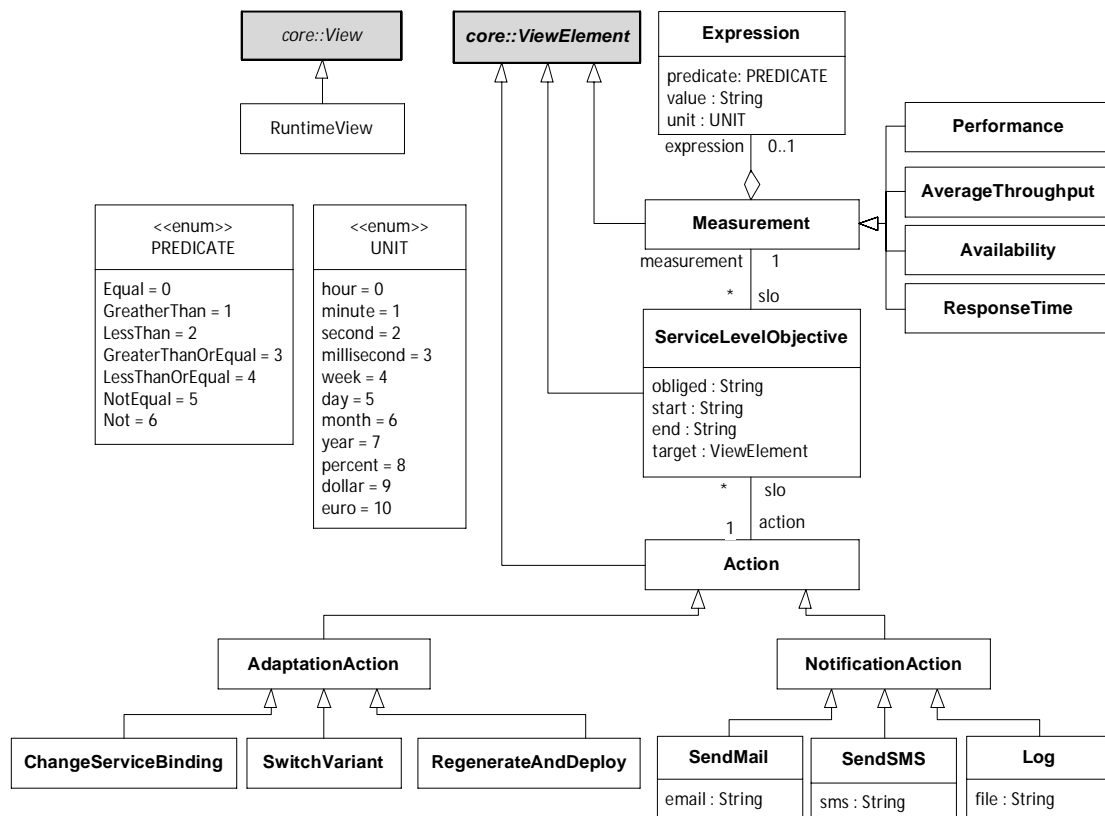 core::View
core::ViewElement
Expression
predicate: PREDICATE
value : String
unit : UNIT
RuntimeView
expression
0..1
Performance
AverageThroughput
Availability
ResponseTime
Measurement
measurement
1
*
slo
<<enum>>
PREDICATE
Equal = 0
GreatherThan = 1
LessThan = 2
GreaterThanOrEqual = 3
LessThanOrEqual = 4
NotEqual = 5
Not = 6
<<enum>>
UNIT
hour = 0
minute = 1
second = 2
millisecond = 3
week = 4
day = 5
month = 6
year = 7
percent = 8
dollar = 9
euro = 10
ServiceLevelObjective
obliged : String
start : String
end : String
target : ViewElement
*
slo
1
action
Action
AdaptationAction
NotificationAction
ChangeServiceBinding
SwitchVariant
RegenerateAndDeploy
SendMail
email : String
SendSMS
sms : String
Log
file : String